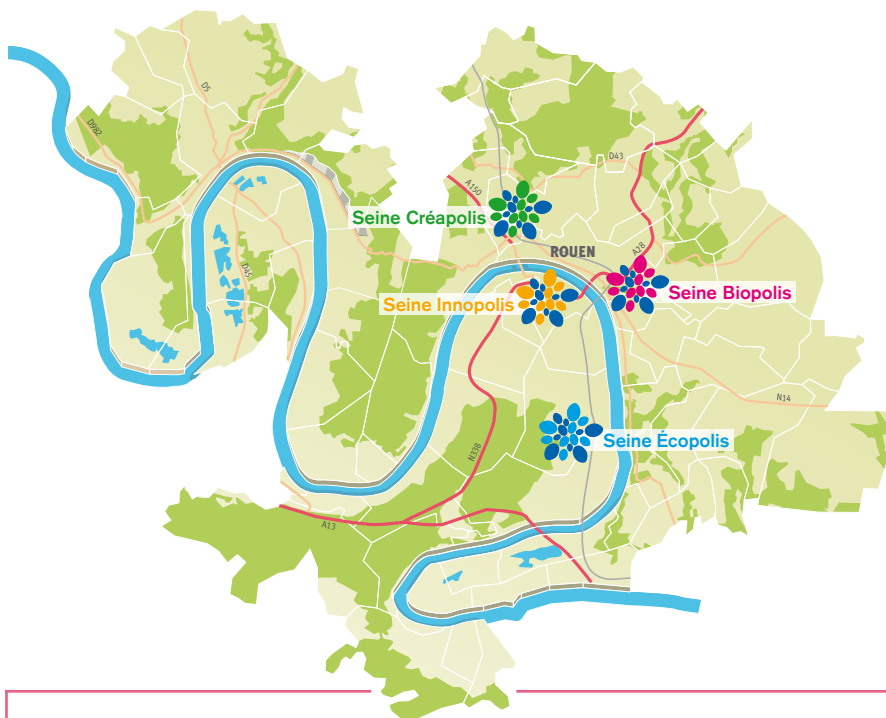 D5
D982
D43
A150
Seine Créapolis
ROUEN
A28
D45
Seine Innopolis
Seine Biopolis
N14
Seine Écopolis
N338
A13